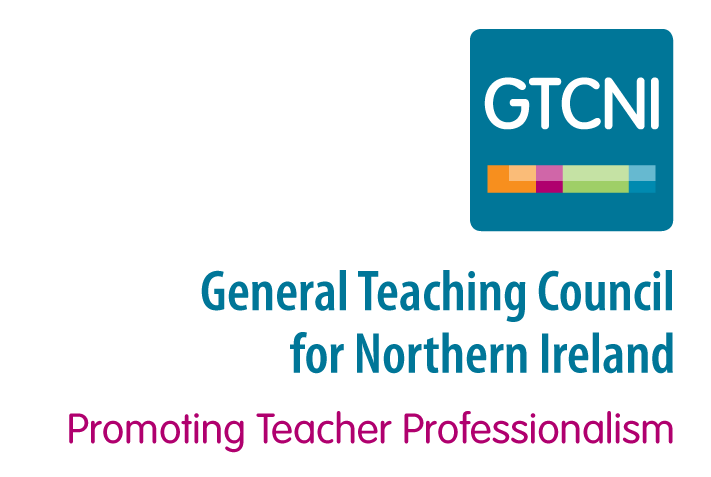 GTCNI
General Teaching Council
for Northern Ireland
Promoting Teacher Professionalism